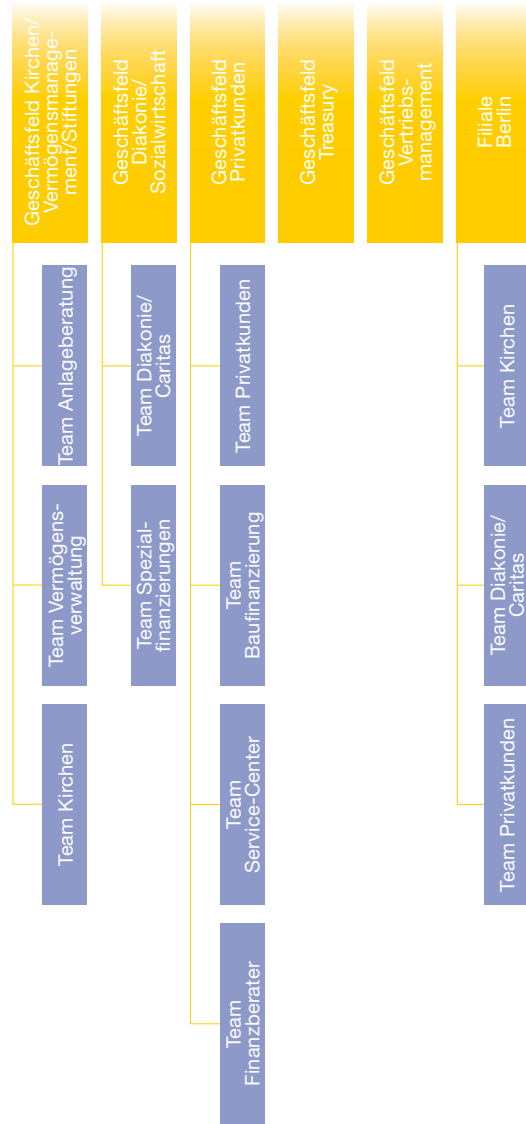 Geschäftsfeld Kirchen/
Vermögensmanage-
ment/Stiftungen
Team Anlageberatung
Team Vermögens-
verwaltung
Team Kirchen
Geschäftsfeld
Diakonie/
Sozialwirtschaft
Team Diakonie/
Caritas
Team Spezial-
finanzierungen
Geschäftsfeld
Privatkunden
Team Privatkunden
Team
Baufinanzierung
Team
Service-Center
Team
Finanzberater
Geschäftsfeld
Treasury
Geschäftsfeld
Vertriebs-
management
Filiale
Berlin
Team Kirchen
Team Diakonie/
Caritas
Team Privatkunden